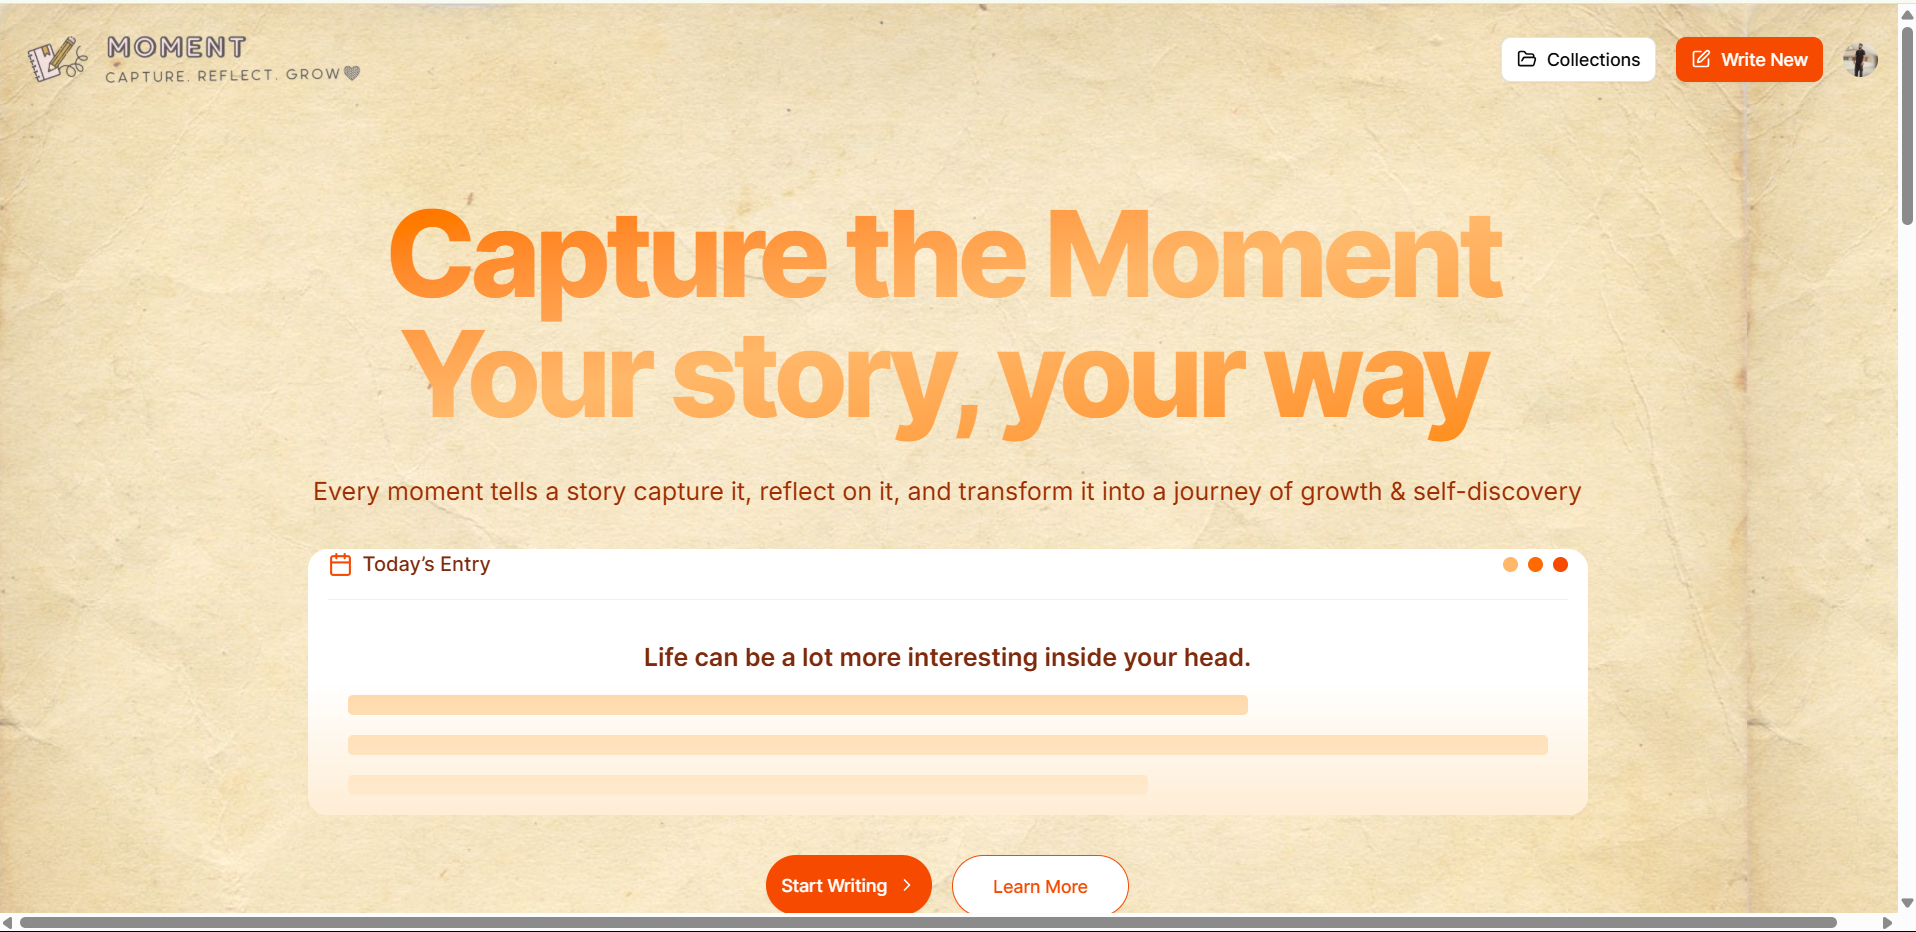 MOMENT
CAPTURE. REFLECT. GROW
Collections
Write New
Capture the Moment
Your story, your way
Every moment tells a story capture it, reflect on it, and transform it into a journey of growth & self-discovery
Today’s Entry
Life can be a lot more interesting inside your head.
Start Writing
Learn More